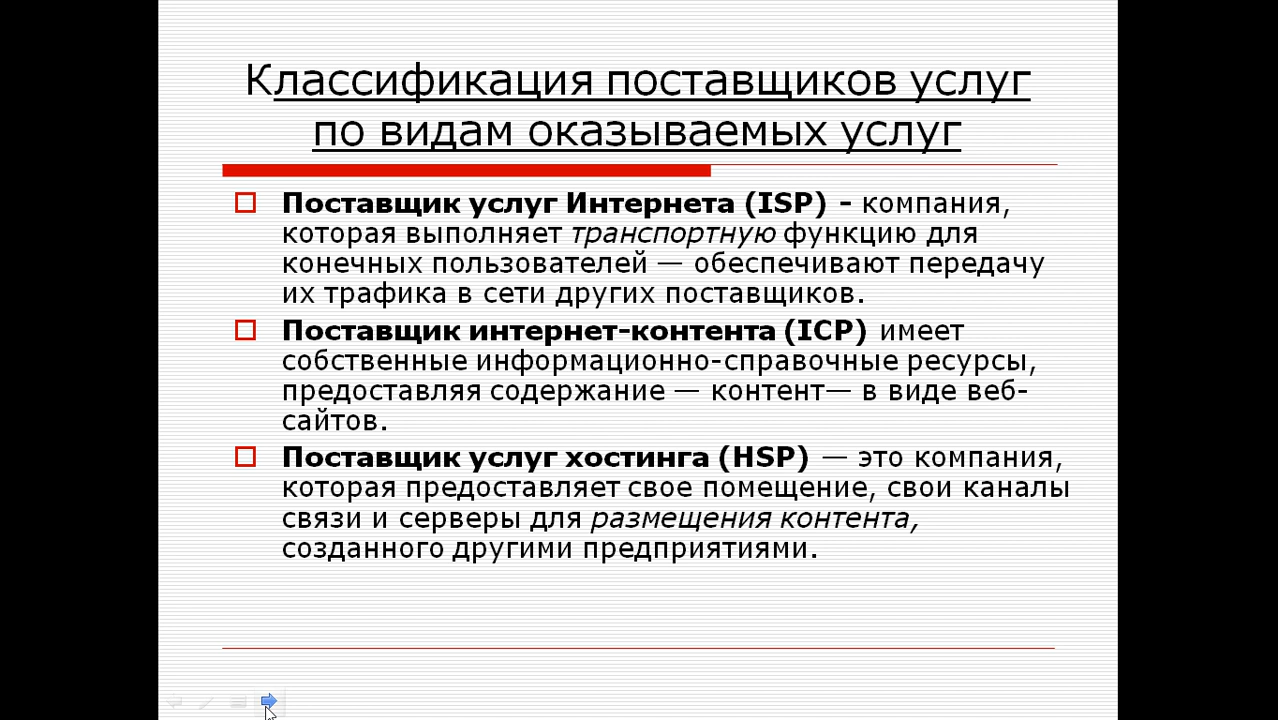 Классификация поставщиков услуг
по видам оказываемых услуг
Поставщик услуг Интернета (ISP) - компания,
которая выполняет транспортную функцию для
конечных пользователей — обеспечивают передачу
их трафика в сети других поставщиков.
Поставщик интернет-контента (ICP) имеет
собственные информационно-справочные ресурсы,
предоставляя содержание — контент— в виде веб-
сайтов.
Поставщик услуг хостинга (HSP) — это компания,
которая предоставляет свое помещение, свои каналы
связи и серверы для размещения контента,
созданного другими предприятиями.